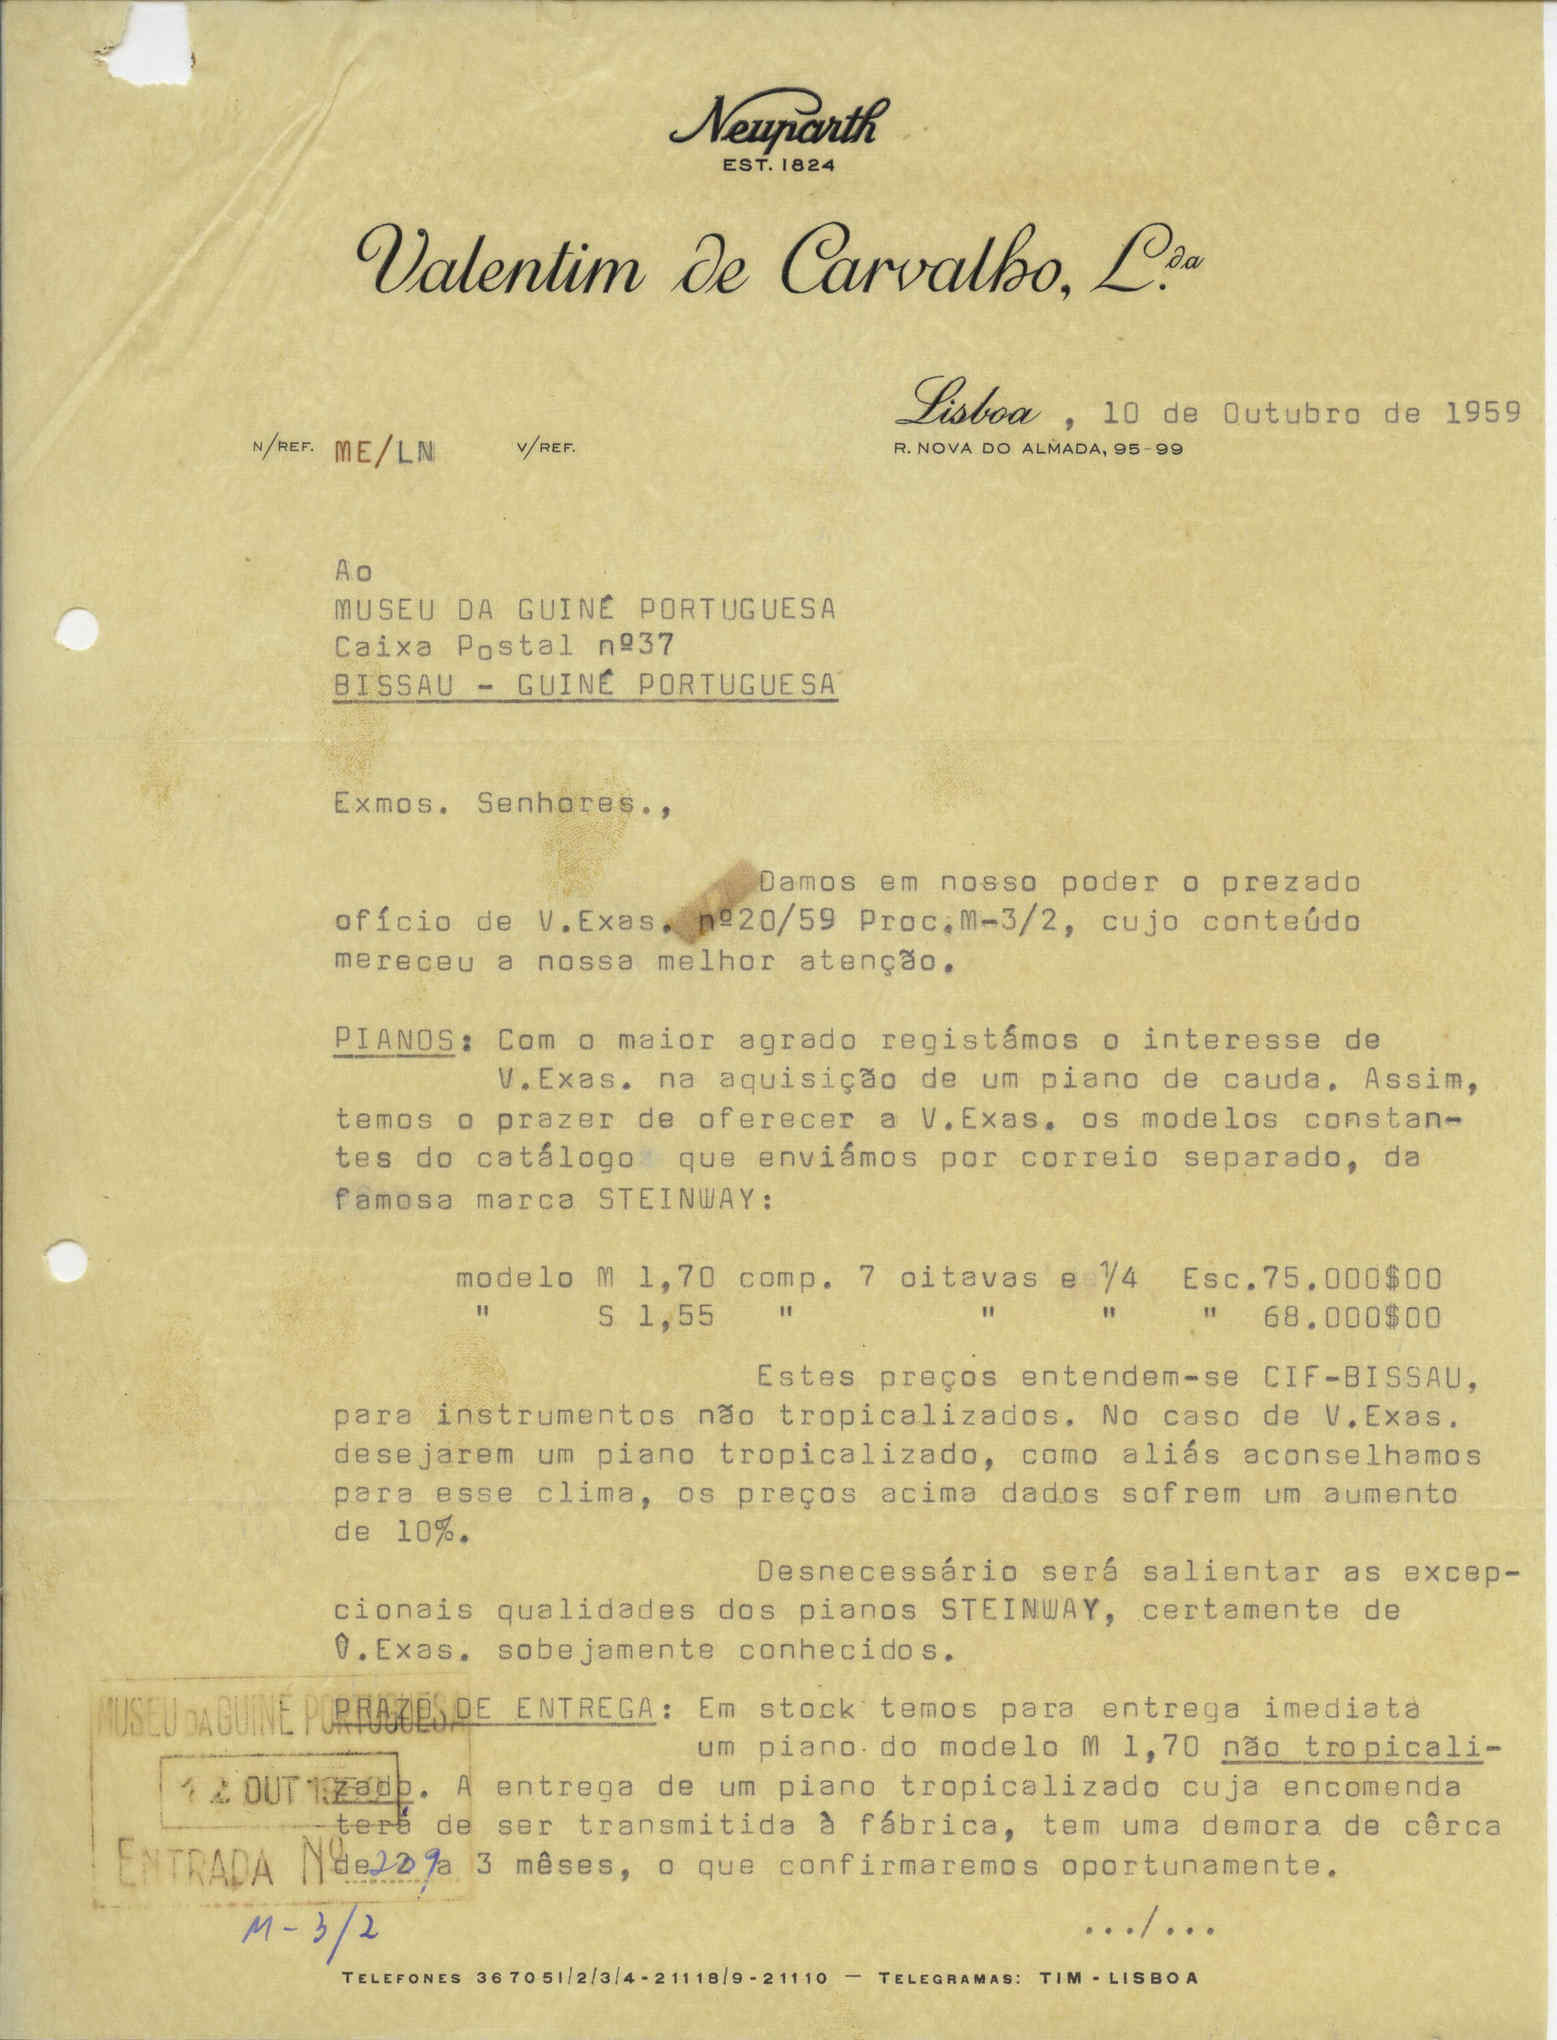 Neuparth
EST. 1824
Valentim de Carvalho, L.da
Lisboa , 10 de Outubro de 1959
N/REF. ME/LN V/REF. R. NOVA DO ALMADA, 95-99
Ao
MUSEU DA GUINÉ PORTUGUESA
Caixa Postal nº37
BISSAU - GUINÉ PORTUGUESA
Exmos. Senhores.,
Damos em nosso poder o prezado
ofício de V.Exas. nº20/59 Proc.M-3/2, cujo conteúdo
mereceu a nossa melhor atenção.
PIANOS: Com o maior agrado registámos o interesse de
V.Exas. na aquisição de um piano de cauda. Assim,
temos o prazer de oferecer a V.Exas. os modelos constan-
tes do catálogo que enviámos por correio separado, da
famosa marca STEINWAY:
modelo M 1,70 comp. 7 oitavas e 1/4 Esc.75.000$00
" S 1,55 " " " " 68.000$00
Estes preços entendem-se CIF-BISSAU,
para instrumentos não tropicalizados. No caso de V.Exas.
desejarem um piano tropicalizado, como aliás aconselhamos
para esse clima, os preços acima dados sofrem um aumento
de 10%.
Desnecessário será salientar as excep-
cionais qualidades dos pianos STEINWAY, certamente de
V.Exas. sobejamente conhecidos.
PRAZO DE ENTREGA: Em stock temos para entrega imediata
um piano do modelo M 1,70 não tropicali-
zado. A entrega de um piano tropicalizado cuja encomenda
terá de ser transmitida à fábrica, tem uma demora de cêrca
de 2 a 3 mêses, o que confirmaremos oportunamente.
.../...
MUSEU DA GUINÉ PORTUGUESA
12 OUT
ENTRADA Nº 229
M-3/2
TELEFONES 367051/2/3/4-21118/9-21110 — TELEGRAMAS: TIM-LISBOA